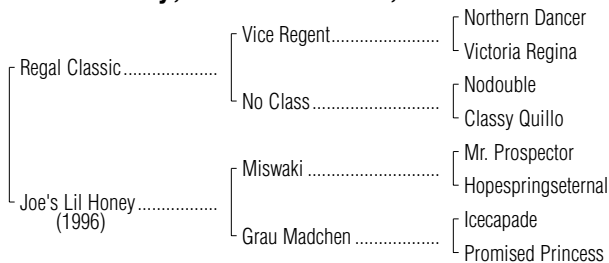 Northern Dancer
Vice Regent
Victoria Regina
Regal Classic
Nodouble
No Class
Classy Quillo
Mr. Prospector
Miswaki
Hopespringseternal
Joe's Lil Honey
(1996)
Icecapade
Grau Madchen
Promised Princess